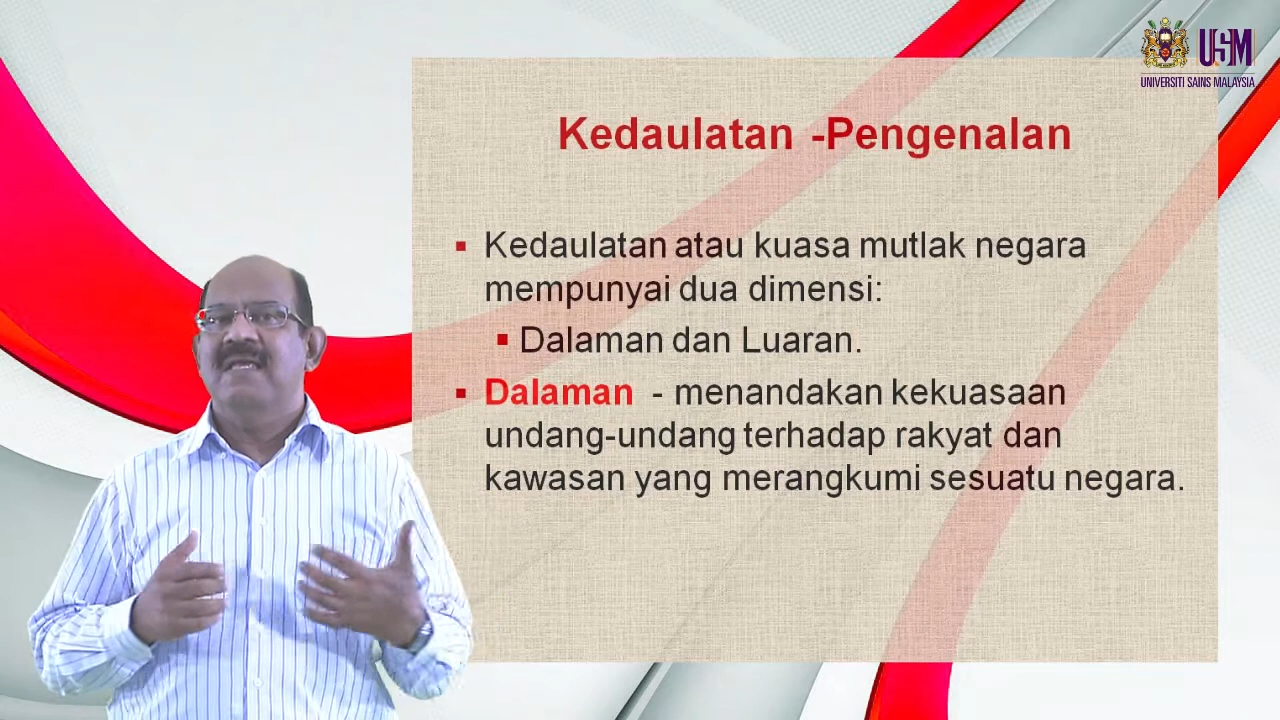 USM
UNIVERSITI SAINS MALAYSIA
Kedaulatan -Pengenalan
Kedaulatan atau kuasa mutlak negara
mempunyai dua dimensi:
Dalaman dan Luaran.
Dalaman - menandakan kekuasaan
undang-undang terhadap rakyat dan
kawasan yang merangkumi sesuatu negara.